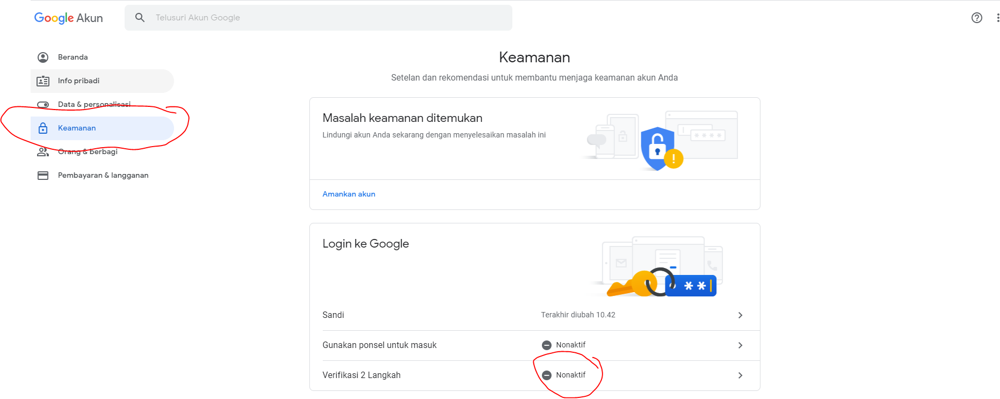 Google Akun
Telusuri Akun Google
Beranda
Info pribadi
Data & personalisasi
Keamanan
Orang & berbagi
Pembayaran & langganan
Keamanan
Setelan dan rekomendasi untuk membantu menjaga keamanan akun Anda
Masalah keamanan ditemukan
Lindungi akun Anda sekarang dengan menyelesaikan masalah ini
Amankan akun
Login ke Google
Sandi Terakhir diubah 10.42
Gunakan ponsel untuk masuk Nonaktif
Verifikasi 2 Langkah Nonaktif